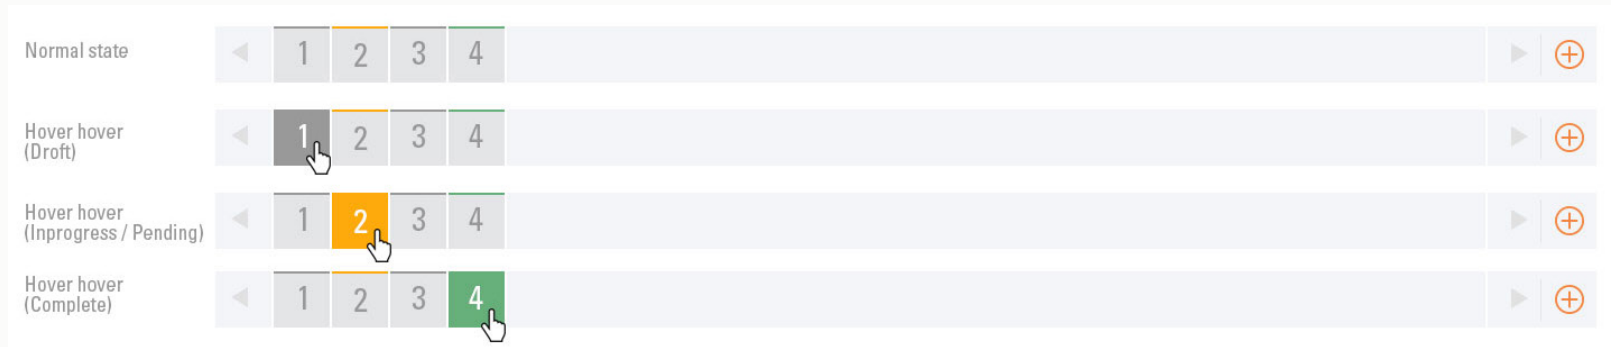 Normal state
1 2 3 4
Hover hover
(Droft)
1 2 3 4
Hover hover
(Inprogress / Pending)
1 2 3 4
Hover hover
(Complete)
1 2 3 4